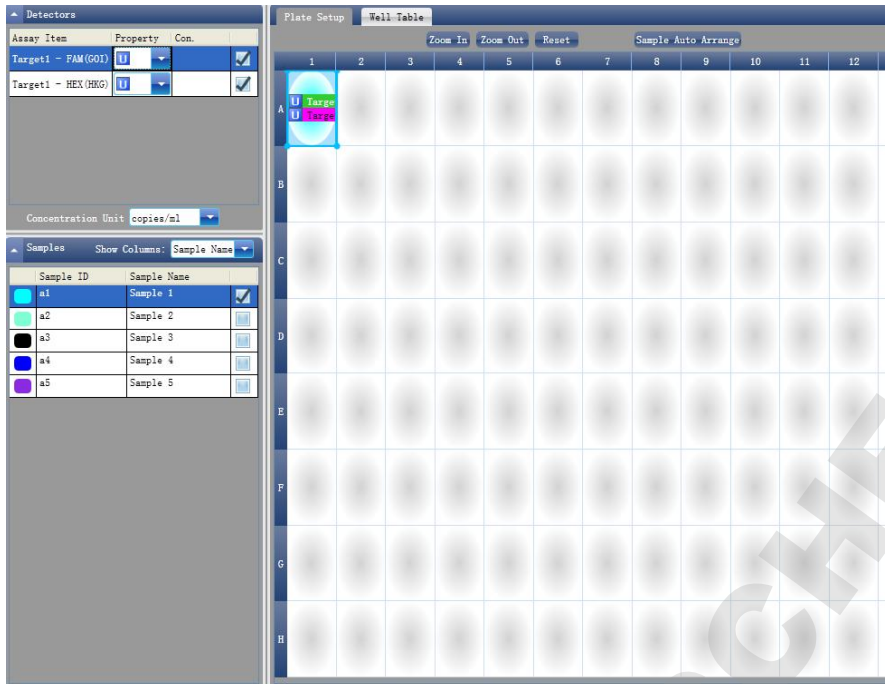 Detectors
Assay Item Property Con.
Target1 - FAM(GOI) U
Target1 - HEX(HKG) U
Concentration Unit copies/ml
Samples Show Columns: Sample Name
Sample ID Sample Name
a1 Sample 1
a2 Sample 2
a3 Sample 3
a4 Sample 4
a5 Sample 5
Plate Setup Well Table
Zoom In Zoom Out Reset Sample Auto Arrange
1 2 3 4 5 6 7 8 9 10 11 12
A
U Targe
U Targe
B
C
D
E
F
G
H